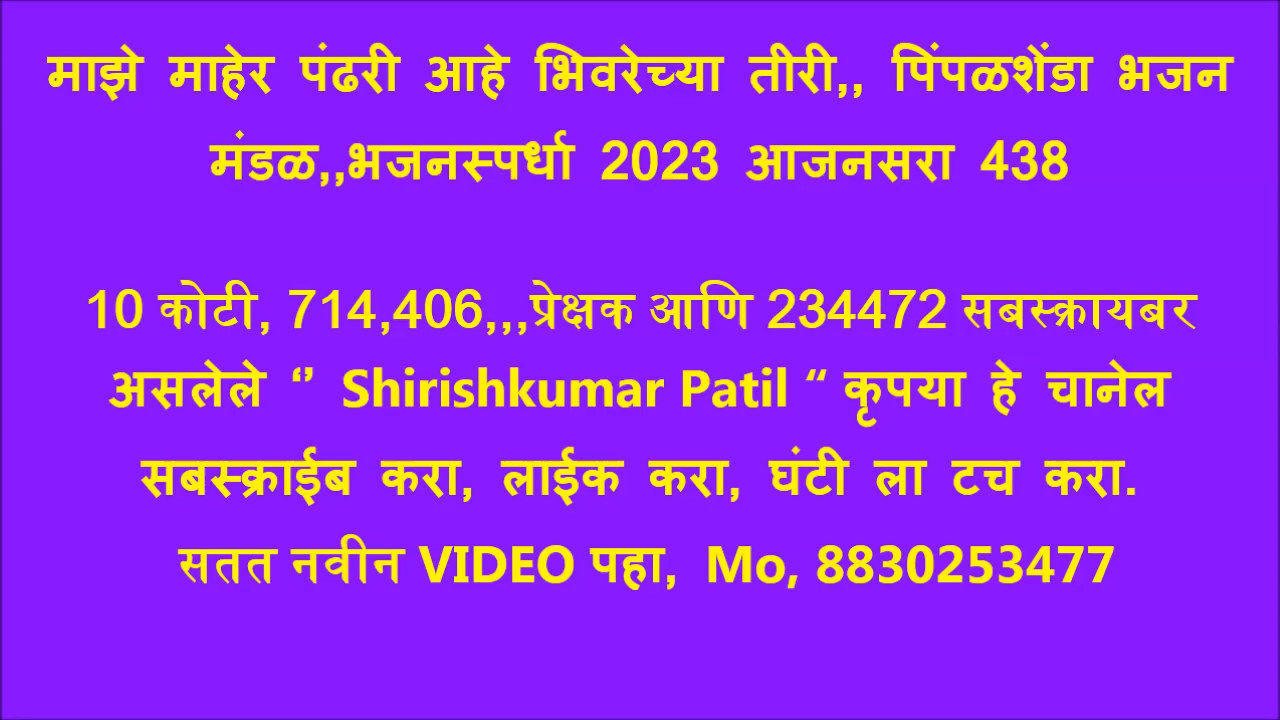 माझे माहेर पंढरी आहे भिवरेच्या तीरी,, पिंपळशेंडा भजन
मंडळ,,भजनस्पर्धा 2023 आजनसरा 438
10 कोटी, 714,406,,,प्रेक्षक आणि 234472 सबस्क्रायबर
असलेले “ Shirishkumar Patil “ कृपया हे चानेल
सबस्क्राईब करा, लाईक करा, घंटी ला टच करा.
सतत नवीन VIDEO पहा, Mo, 8830253477